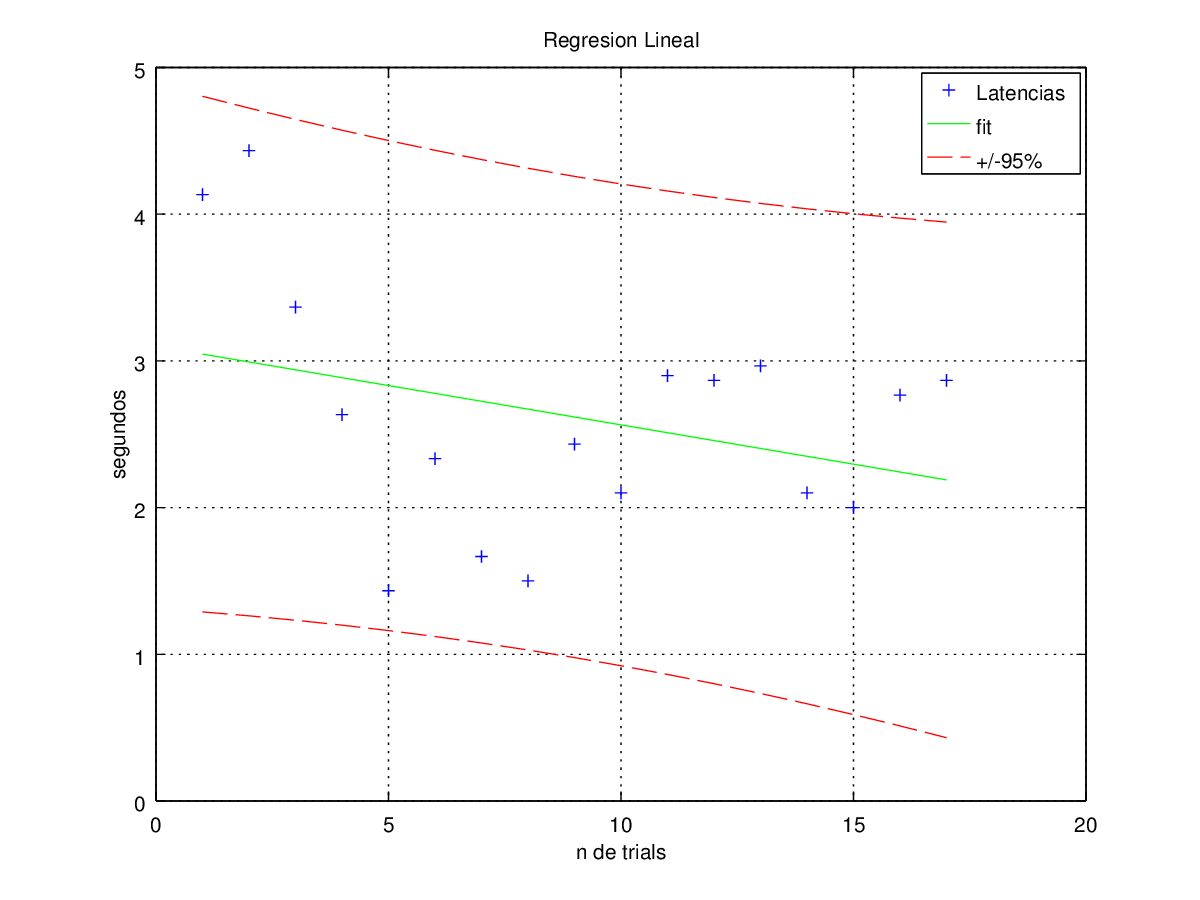 Regresion Lineal
5
4
3
2
1
0
segundos
0 5 10 15 20
n de trials
Latencias
fit
+/-95%